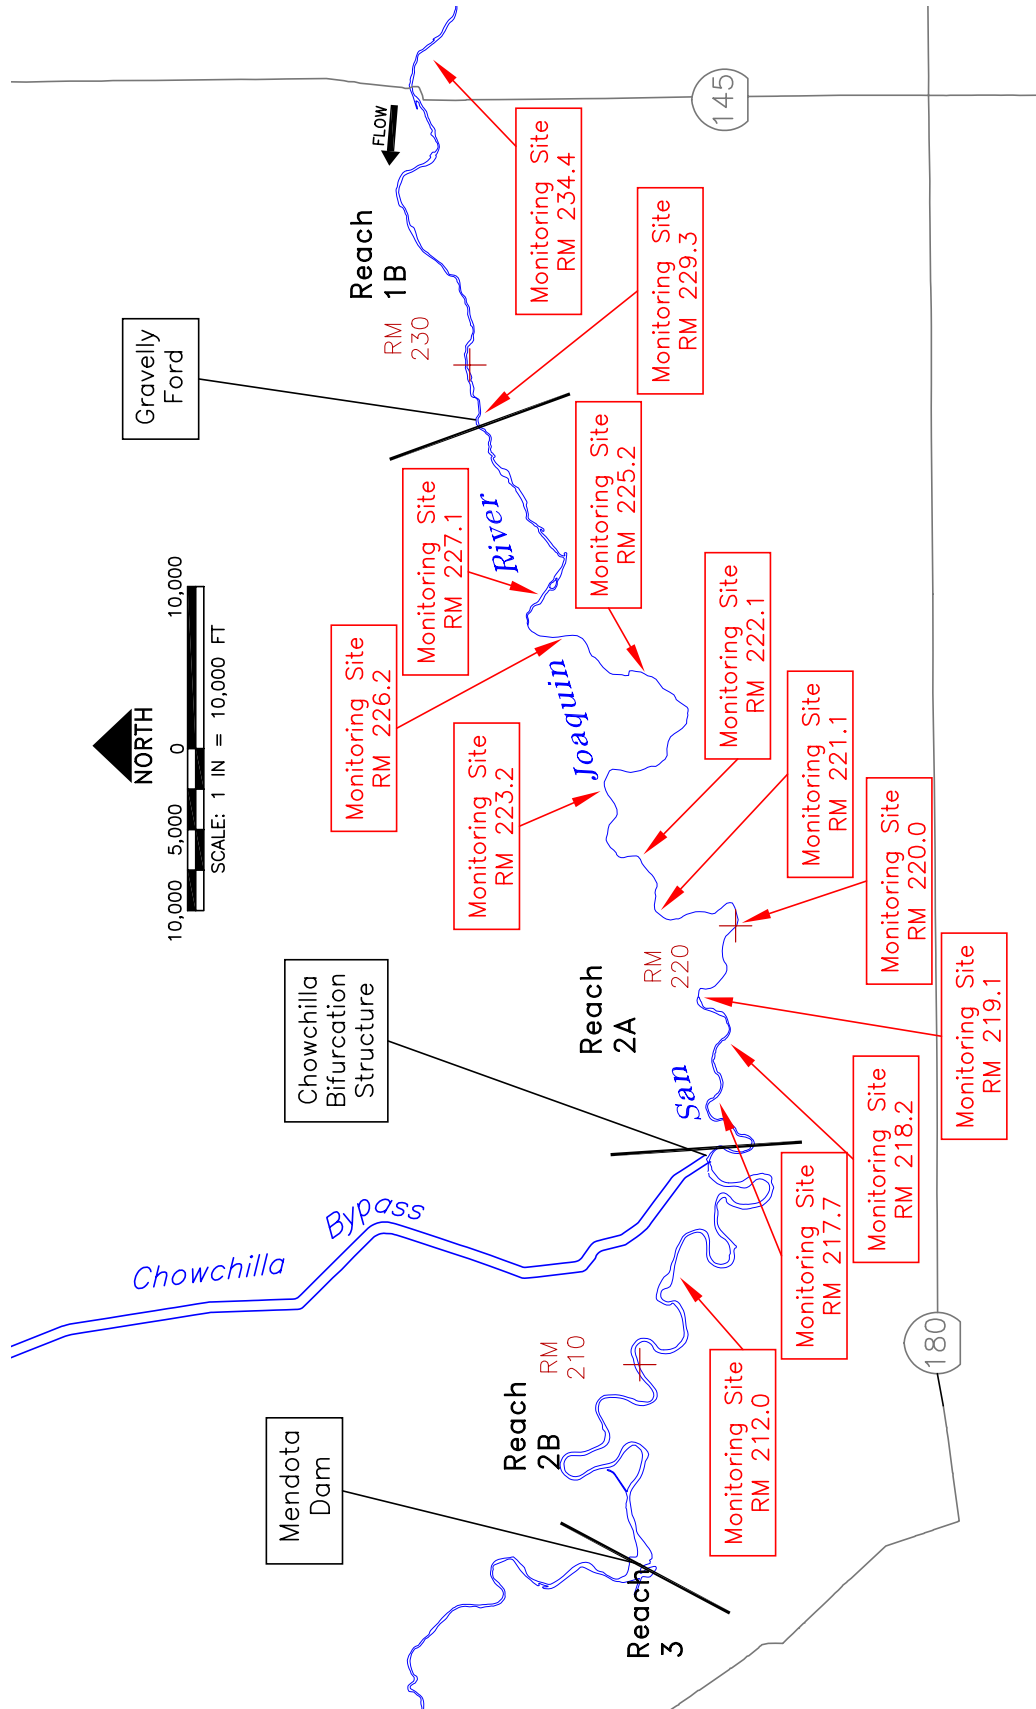 NORTH
10,000 5,000 0 10,000
SCALE: 1 IN = 10,000 FT
Mendota
Dam
Chowchilla
Bifurcation
Structure
Gravelly
Ford
Chowchilla
Bypass
FLOW
145
180
Reach
3
Reach
2B
Reach
2A
Reach
1B
RM
210
RM
220
RM
230
San
Joaquin
River
Monitoring Site
RM 212.0
Monitoring Site
RM 217.7
Monitoring Site
RM 218.2
Monitoring Site
RM 219.1
Monitoring Site
RM 220.0
Monitoring Site
RM 221.1
Monitoring Site
RM 222.1
Monitoring Site
RM 223.2
Monitoring Site
RM 225.2
Monitoring Site
RM 226.2
Monitoring Site
RM 227.1
Monitoring Site
RM 229.3
Monitoring Site
RM 234.4